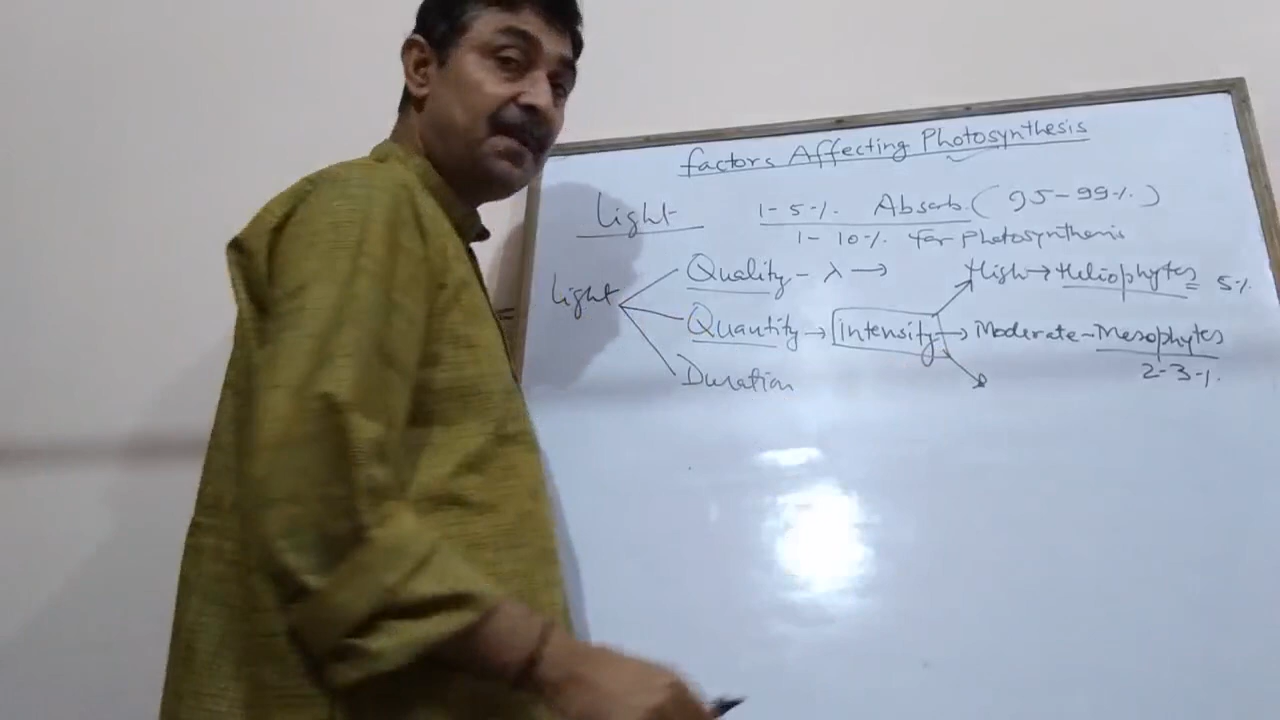 Factors Affecting Photosynthesis
light 1-5% Absorb. (95-99%)
1-10% for photosynthesis
light
Quality - λ →
Quantity → intensity
Duration
High → Heliophytes = 5%
→ Moderate - Mesophytes
2-3%